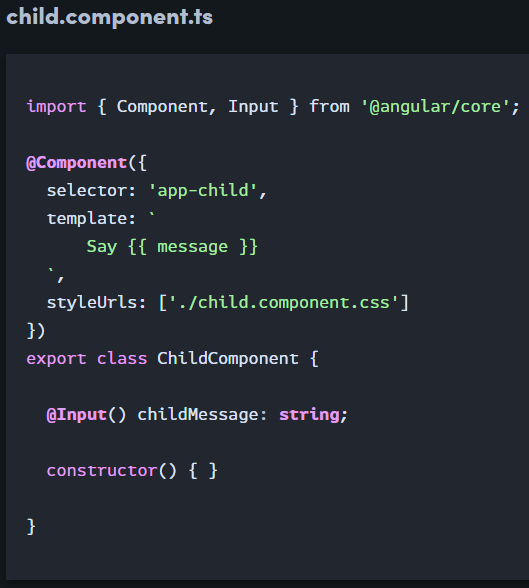 child.component.ts
import { Component, Input } from '@angular/core';
@Component({
  selector: 'app-child',
  template: `
      Say {{ message }}
  `,
  styleUrls: ['./child.component.css']
})
export class ChildComponent {
  @Input() childMessage: string;
  constructor() { }
}